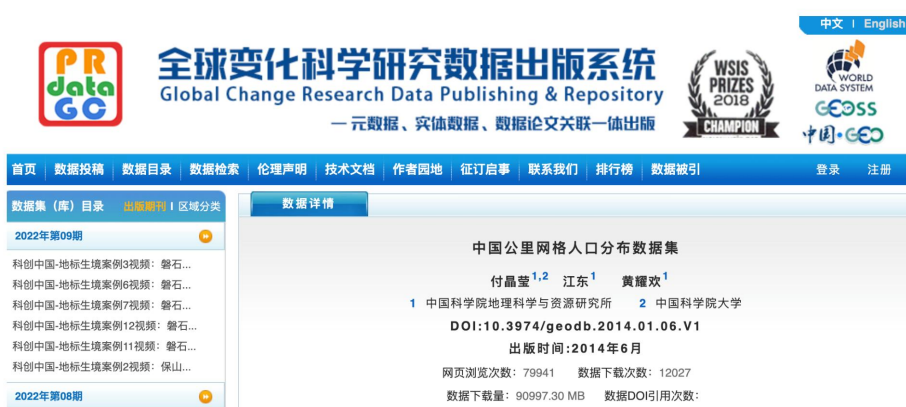 中文 | English
PR
data
GC
全球变化科学研究数据出版系统
Global Change Research Data Publishing & Repository
— 元数据、实体数据、数据论文关联一体出版
WSIS
PRIZES
2018
CHAMPION
WORLD
DATA SYSTEM
GEOSS
中国·GEO
首页 数据投稿 数据目录 数据检索 伦理声明 技术文档 作者园地 征订启事 联系我们 排行榜 数据被引 登录 注册
数据集（库）目录 出版期刊 | 区域分类
2022年第09期
科创中国-地标生境案例3视频：磐石...
科创中国-地标生境案例6视频：磐石...
科创中国-地标生境案例7视频：磐石...
科创中国-地标生境案例12视频：磐石...
科创中国-地标生境案例11视频：磐石...
科创中国-地标生境案例2视频：保山...
2022年第08期
数据详情
中国公里网格人口分布数据集
付晶莹1,2 江东1 黄耀欢1
1 中国科学院地理科学与资源研究所 2 中国科学院大学
DOI:10.3974/geodb.2014.01.06.V1
出版时间:2014年6月
网页浏览次数：79941 数据下载次数：12027
数据下载量：90997.30 MB 数据DOI引用次数：